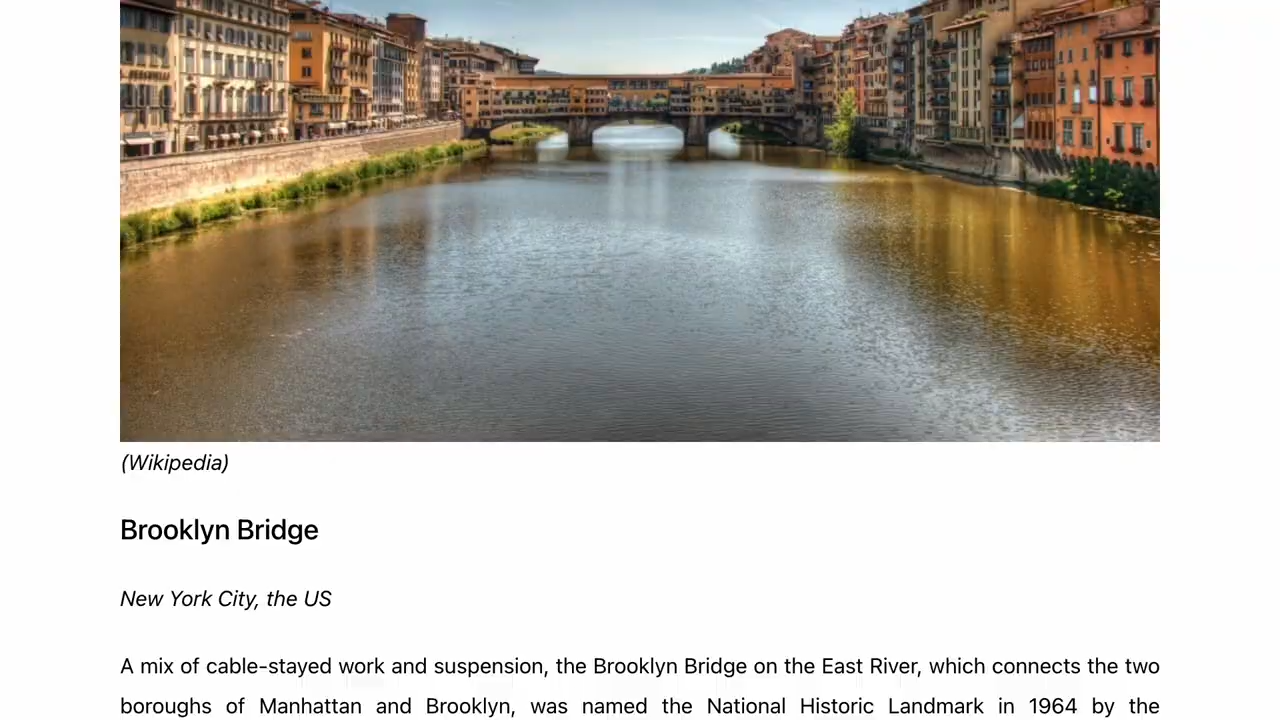 (Wikipedia)
Brooklyn Bridge
New York City, the US
A mix of cable-stayed work and suspension, the Brooklyn Bridge on the East River, which connects the two
boroughs of Manhattan and Brooklyn, was named the National Historic Landmark in 1964 by the